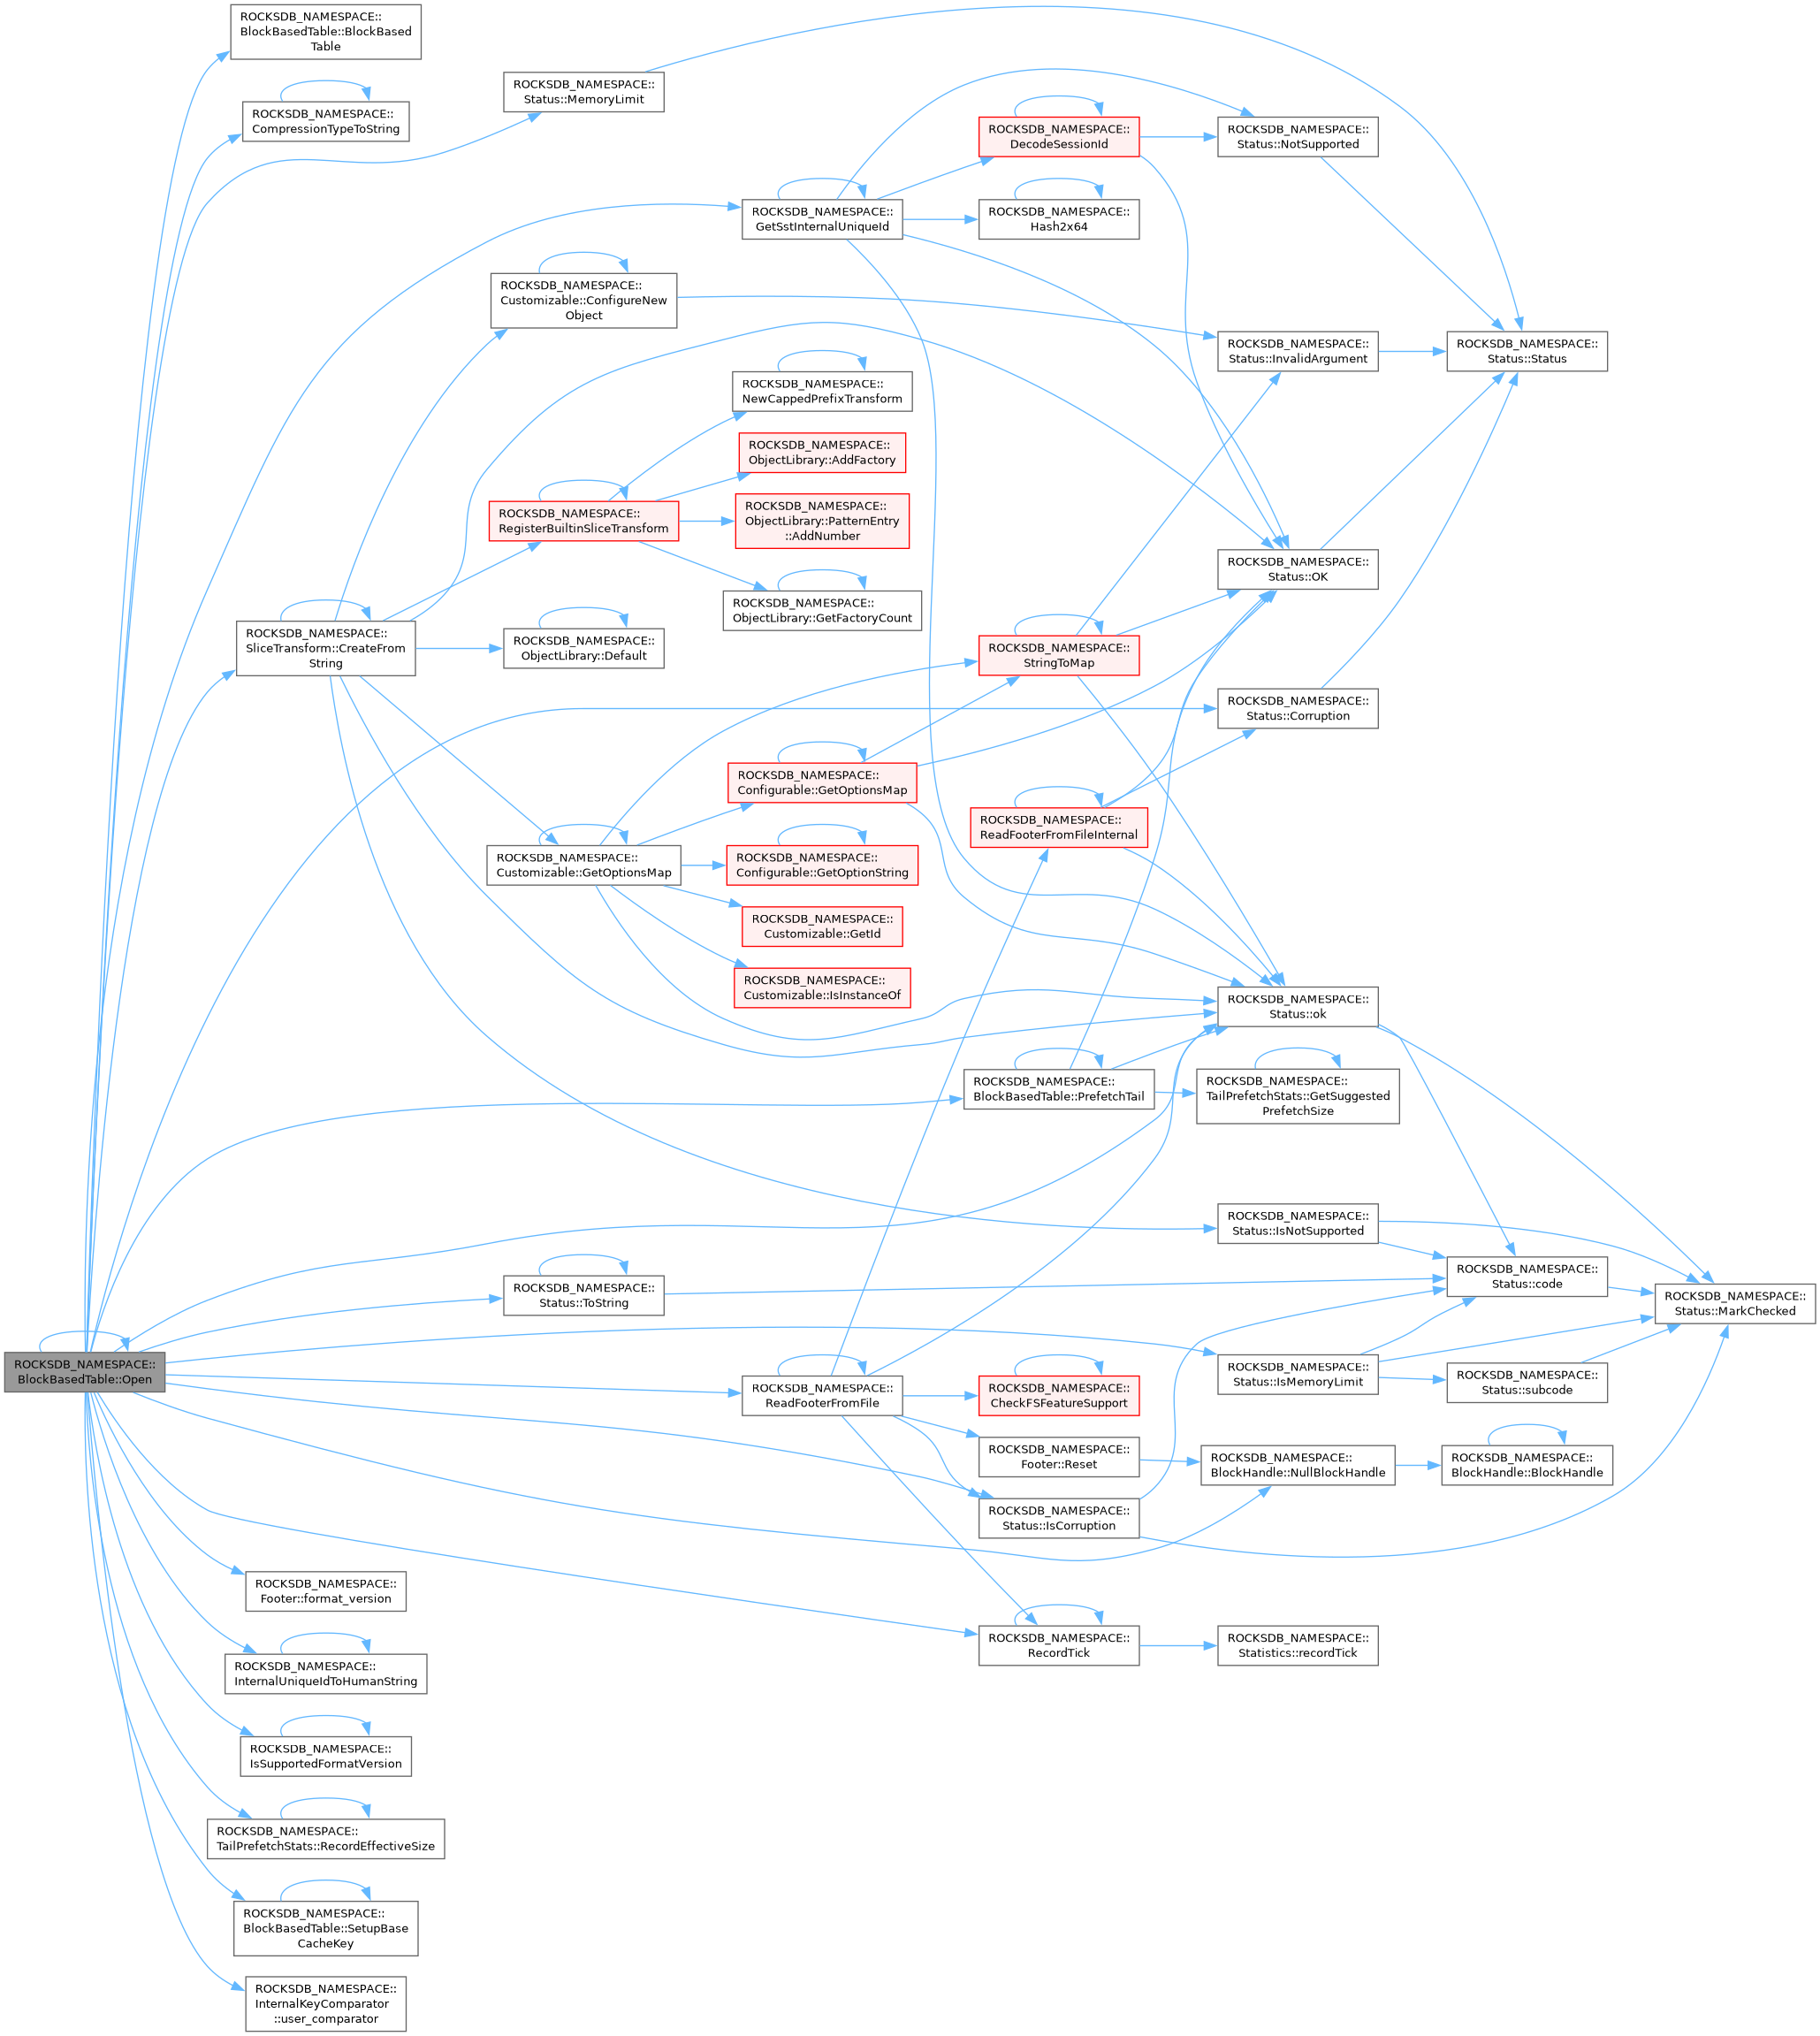 ROCKSDB_NAMESPACE::
BlockBasedTable::BlockBased
Table
ROCKSDB_NAMESPACE::
CompressionTypeToString
ROCKSDB_NAMESPACE::
Status::MemoryLimit
ROCKSDB_NAMESPACE::
DecodeSessionId
ROCKSDB_NAMESPACE::
Status::NotSupported
ROCKSDB_NAMESPACE::
GetSstInternalUniqueId
ROCKSDB_NAMESPACE::
Hash2x64
ROCKSDB_NAMESPACE::
Customizable::ConfigureNew
Object
ROCKSDB_NAMESPACE::
Status::InvalidArgument
ROCKSDB_NAMESPACE::
Status::Status
ROCKSDB_NAMESPACE::
NewCappedPrefixTransform
ROCKSDB_NAMESPACE::
ObjectLibrary::AddFactory
ROCKSDB_NAMESPACE::
RegisterBuiltinSliceTransform
ROCKSDB_NAMESPACE::
ObjectLibrary::PatternEntry
::AddNumber
ROCKSDB_NAMESPACE::
Status::OK
ROCKSDB_NAMESPACE::
ObjectLibrary::GetFactoryCount
ROCKSDB_NAMESPACE::
SliceTransform::CreateFrom
String
ROCKSDB_NAMESPACE::
ObjectLibrary::Default
ROCKSDB_NAMESPACE::
StringToMap
ROCKSDB_NAMESPACE::
Status::Corruption
ROCKSDB_NAMESPACE::
Configurable::GetOptionsMap
ROCKSDB_NAMESPACE::
ReadFooterFromFileInternal
ROCKSDB_NAMESPACE::
Customizable::GetOptionsMap
ROCKSDB_NAMESPACE::
Configurable::GetOptionString
ROCKSDB_NAMESPACE::
Customizable::GetId
ROCKSDB_NAMESPACE::
Customizable::IsInstanceOf
ROCKSDB_NAMESPACE::
Status::ok
ROCKSDB_NAMESPACE::
BlockBasedTable::PrefetchTail
ROCKSDB_NAMESPACE::
TailPrefetchStats::GetSuggested
PrefetchSize
ROCKSDB_NAMESPACE::
Status::IsNotSupported
ROCKSDB_NAMESPACE::
Status::code
ROCKSDB_NAMESPACE::
Status::ToString
ROCKSDB_NAMESPACE::
Status::MarkChecked
ROCKSDB_NAMESPACE::
BlockBasedTable::Open
ROCKSDB_NAMESPACE::
Status::IsMemoryLimit
ROCKSDB_NAMESPACE::
Status::subcode
ROCKSDB_NAMESPACE::
ReadFooterFromFile
ROCKSDB_NAMESPACE::
CheckFSFeatureSupport
ROCKSDB_NAMESPACE::
Footer::Reset
ROCKSDB_NAMESPACE::
BlockHandle::NullBlockHandle
ROCKSDB_NAMESPACE::
BlockHandle::BlockHandle
ROCKSDB_NAMESPACE::
Status::IsCorruption
ROCKSDB_NAMESPACE::
Footer::format_version
ROCKSDB_NAMESPACE::
RecordTick
ROCKSDB_NAMESPACE::
Statistics::recordTick
ROCKSDB_NAMESPACE::
InternalUniqueIdToHumanString
ROCKSDB_NAMESPACE::
IsSupportedFormatVersion
ROCKSDB_NAMESPACE::
TailPrefetchStats::RecordEffectiveSize
ROCKSDB_NAMESPACE::
BlockBasedTable::SetupBase
CacheKey
ROCKSDB_NAMESPACE::
InternalKeyComparator
::user_comparator